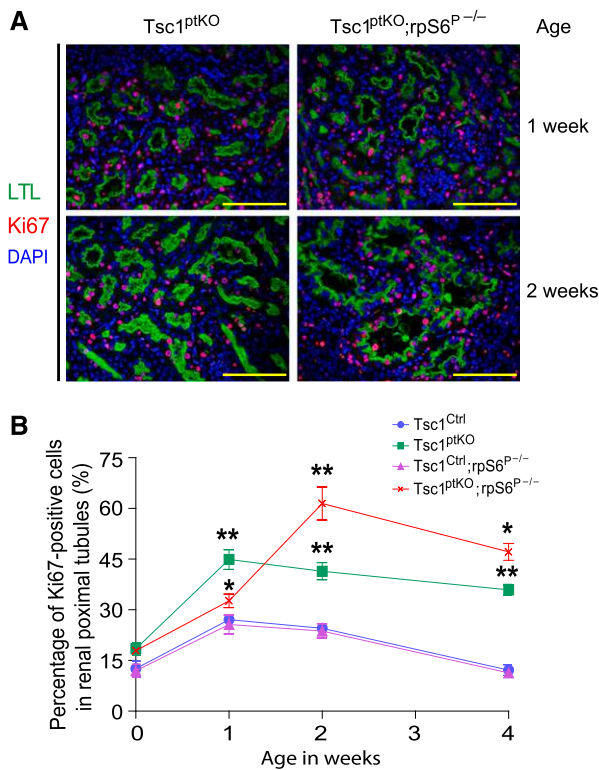 A
Tsc1ptKO Tsc1ptKO;rpS6P−/− Age
LTL
Ki67
DAPI
1 week
2 weeks
B
Tsc1Ctrl
Tsc1ptKO
Tsc1Ctrl;rpS6P−/−
Tsc1ptKO;rpS6P−/−
Percentage of Ki67-positive cells
in renal poximal tubules (%)
75
60
45
30
15
0
** * ** ** * **
0 1 2 3 4
Age in weeks